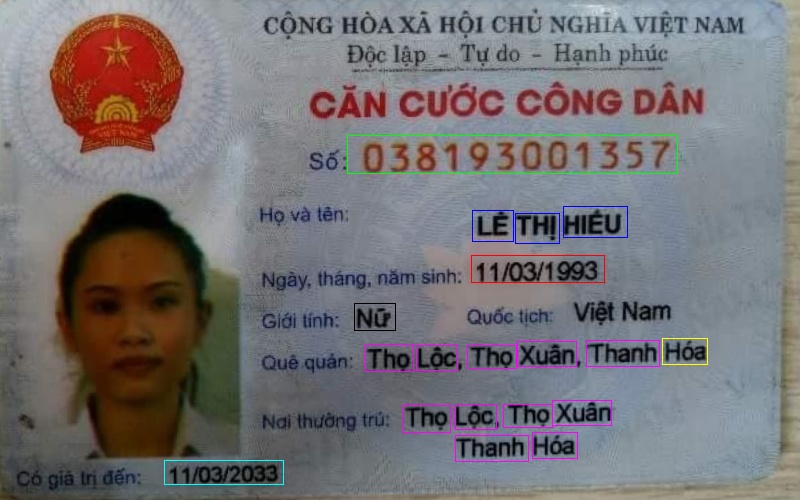 CỘNG HÒA XÃ HỘI CHỦ NGHĨA VIỆT NAM
Độc lập - Tự do - Hạnh phúc
CĂN CƯỚC CÔNG DÂN
Số: 038193001357
Họ và tên: LÊ THỊ HIẾU
Ngày, tháng, năm sinh: 11/03/1993
Giới tính: Nữ Quốc tịch: Việt Nam
Quê quán: Thọ Lộc, Thọ Xuân, Thanh Hóa
Nơi thường trú: Thọ Lộc, Thọ Xuân
Thanh Hóa
Có giá trị đến: 11/03/2033